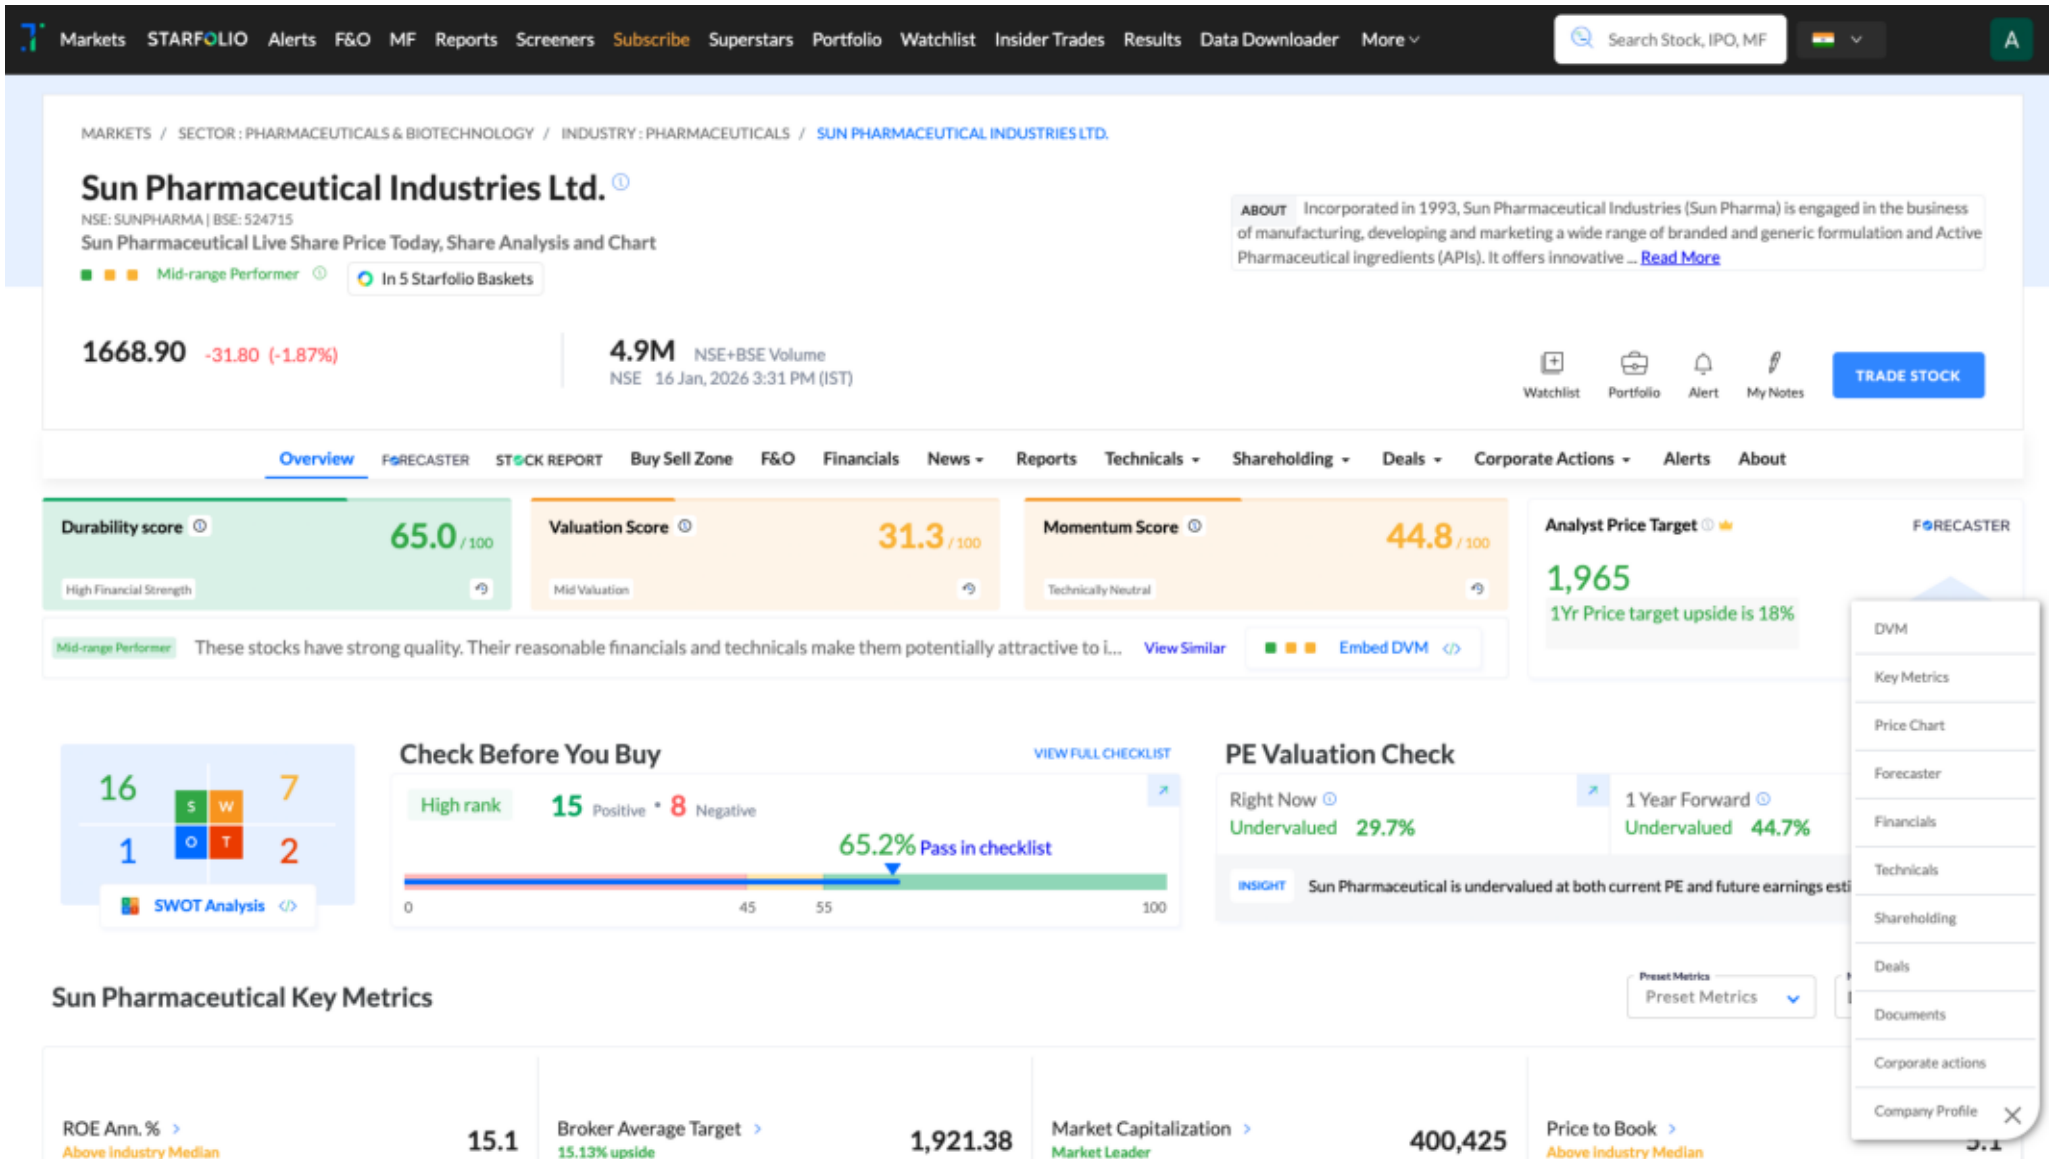 Markets STARFOLIO Alerts F&O MF Reports Screeners Subscribe Superstars Portfolio Watchlist Insider Trades Results Data Downloader More Search Stock, IPO, MF A
MARKETS / SECTOR : PHARMACEUTICALS & BIOTECHNOLOGY / INDUSTRY : PHARMACEUTICALS / SUN PHARMACEUTICAL INDUSTRIES LTD.
Sun Pharmaceutical Industries Ltd.
NSE: SUNPHARMA | BSE: 524715
Sun Pharmaceutical Live Share Price Today, Share Analysis and Chart
Mid-range Performer In 5 Starfolio Baskets
ABOUT Incorporated in 1993, Sun Pharmaceutical Industries (Sun Pharma) is engaged in the business
of manufacturing, developing and marketing a wide range of branded and generic formulation and Active
Pharmaceutical ingredients (APIs). It offers innovative ... Read More
1668.90 -31.80 (-1.87%)
4.9M NSE+BSE Volume
NSE 16 Jan, 2026 3:31 PM (IST)
Watchlist Portfolio Alert My Notes TRADE STOCK
Overview FORECASTER STOCK REPORT Buy Sell Zone F&O Financials News Reports Technicals Shareholding Deals Corporate Actions Alerts About
Durability score 65.0 / 100
High Financial Strength
Valuation Score 31.3 / 100
Mid Valuation
Momentum Score 44.8 / 100
Technically Neutral
Analyst Price Target FORECASTER
1,965
1Yr Price target upside is 18%
Mid-range Performer These stocks have strong quality. Their reasonable financials and technicals make them potentially attractive to i... View Similar Embed DVM </>
16 S W 7
1 O T 2
SWOT Analysis </>
Check Before You Buy VIEW FULL CHECKLIST
High rank 15 Positive • 8 Negative
65.2% Pass in checklist
0 45 55 100
PE Valuation Check
Right Now
Undervalued 29.7%
1 Year Forward
Undervalued 44.7%
INSIGHT Sun Pharmaceutical is undervalued at both current PE and future earnings esti
Sun Pharmaceutical Key Metrics
Preset Metrics
Preset Metrics
ROE Ann. % 15.1
Above industry Median
Broker Average Target 1,921.38
15.13% upside
Market Capitalization 400,425
Market Leader
Price to Book 5.1
Above industry Median
DVM
Key Metrics
Price Chart
Forecaster
Financials
Technicals
Shareholding
Deals
Documents
Corporate actions
Company Profile